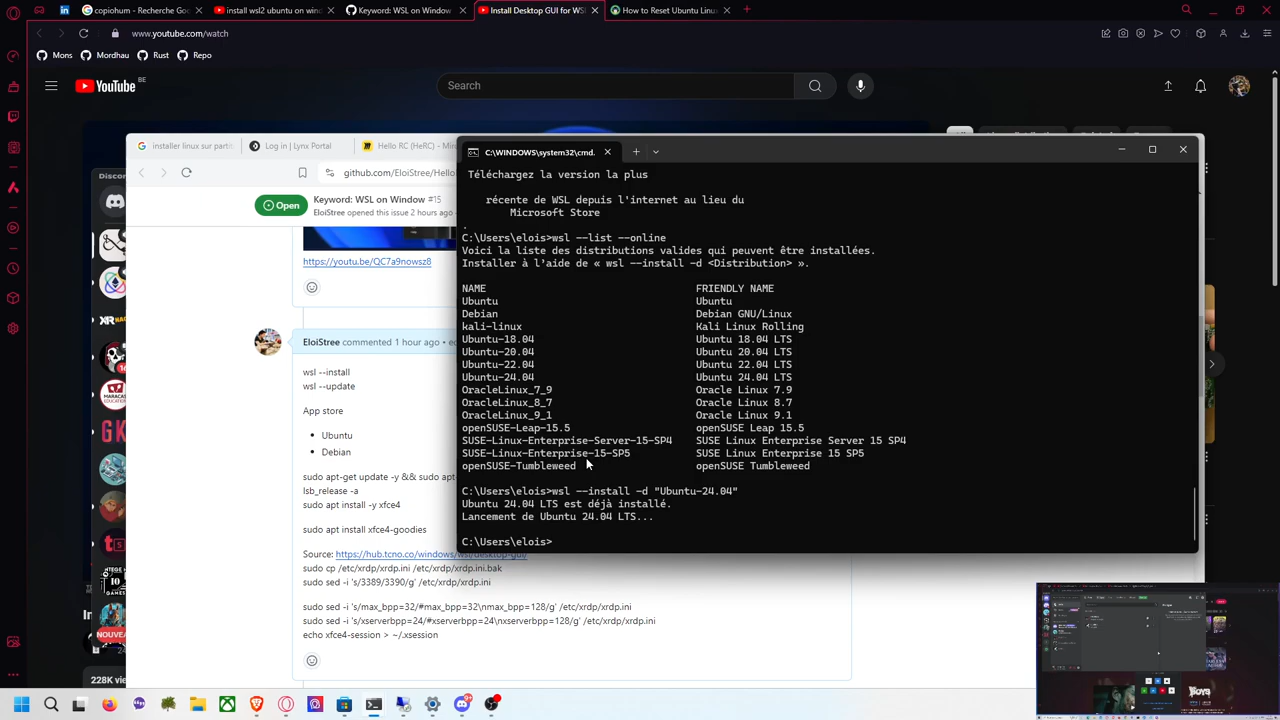 copiohum - Recherche Goo
install wsl2 ubuntu on windo
Keyword: WSL on Window
Install Desktop GUI for WSL
How to Reset Ubuntu Linux
www.youtube.com/watch
Mons
Mordhau
Rust
Repo
YouTube BE
Search
installer linux sur partit
Log in | Lynx Portal
Hello RC (HeRC) - Min
github.com/EloiStree/Hello
Open
Keyword: WSL on Window #15
EloiStree opened this issue 2 hours ago
https://youtu.be/QC7a9nowsz8
EloiStree commented 1 hour ago • e
wsl --install
wsl --update
App store
Ubuntu
Debian
sudo apt-get update -y && sudo apt
lsb_release -a
sudo apt install -y xfce4
sudo apt install xfce4-goodies
Source: https://hub.tcno.co/windows/wsl/desktop-gui/
sudo cp /etc/xrdp/xrdp.ini /etc/xrdp/xrdp.ini.bak
sudo sed -i 's/3389/3390/g' /etc/xrdp/xrdp.ini
sudo sed -i 's/max_bpp=32/#max_bpp=32\nmax_bpp=128/g' /etc/xrdp/xrdp.ini
sudo sed -i 's/xserverbpp=24/#xserverbpp=24\nxserverbpp=128/g' /etc/xrdp/xrdp.ini
echo xfce4-session > ~/.xsession
C:\WINDOWS\system32\cmd.
Téléchargez la version la plus
récente de WSL depuis l'internet au lieu du
Microsoft Store
.
C:\Users\elois>wsl --list --online
Voici la liste des distributions valides qui peuvent être installées.
Installer à l'aide de « wsl --install -d <Distribution> ».
NAME FRIENDLY NAME
Ubuntu Ubuntu
Debian Debian GNU/Linux
kali-linux Kali Linux Rolling
Ubuntu-18.04 Ubuntu 18.04 LTS
Ubuntu-20.04 Ubuntu 20.04 LTS
Ubuntu-22.04 Ubuntu 22.04 LTS
Ubuntu-24.04 Ubuntu 24.04 LTS
OracleLinux_7_9 Oracle Linux 7.9
OracleLinux_8_7 Oracle Linux 8.7
OracleLinux_9_1 Oracle Linux 9.1
openSUSE-Leap-15.5 openSUSE Leap 15.5
SUSE-Linux-Enterprise-Server-15-SP4 SUSE Linux Enterprise Server 15 SP4
SUSE-Linux-Enterprise-15-SP5 SUSE Linux Enterprise 15 SP5
openSUSE-Tumbleweed openSUSE Tumbleweed
C:\Users\elois>wsl --install -d "Ubuntu-24.04"
Ubuntu 24.04 LTS est déjà installé.
Lancement de Ubuntu 24.04 LTS...
C:\Users\elois>
Discor
NOUVEA
228K vie